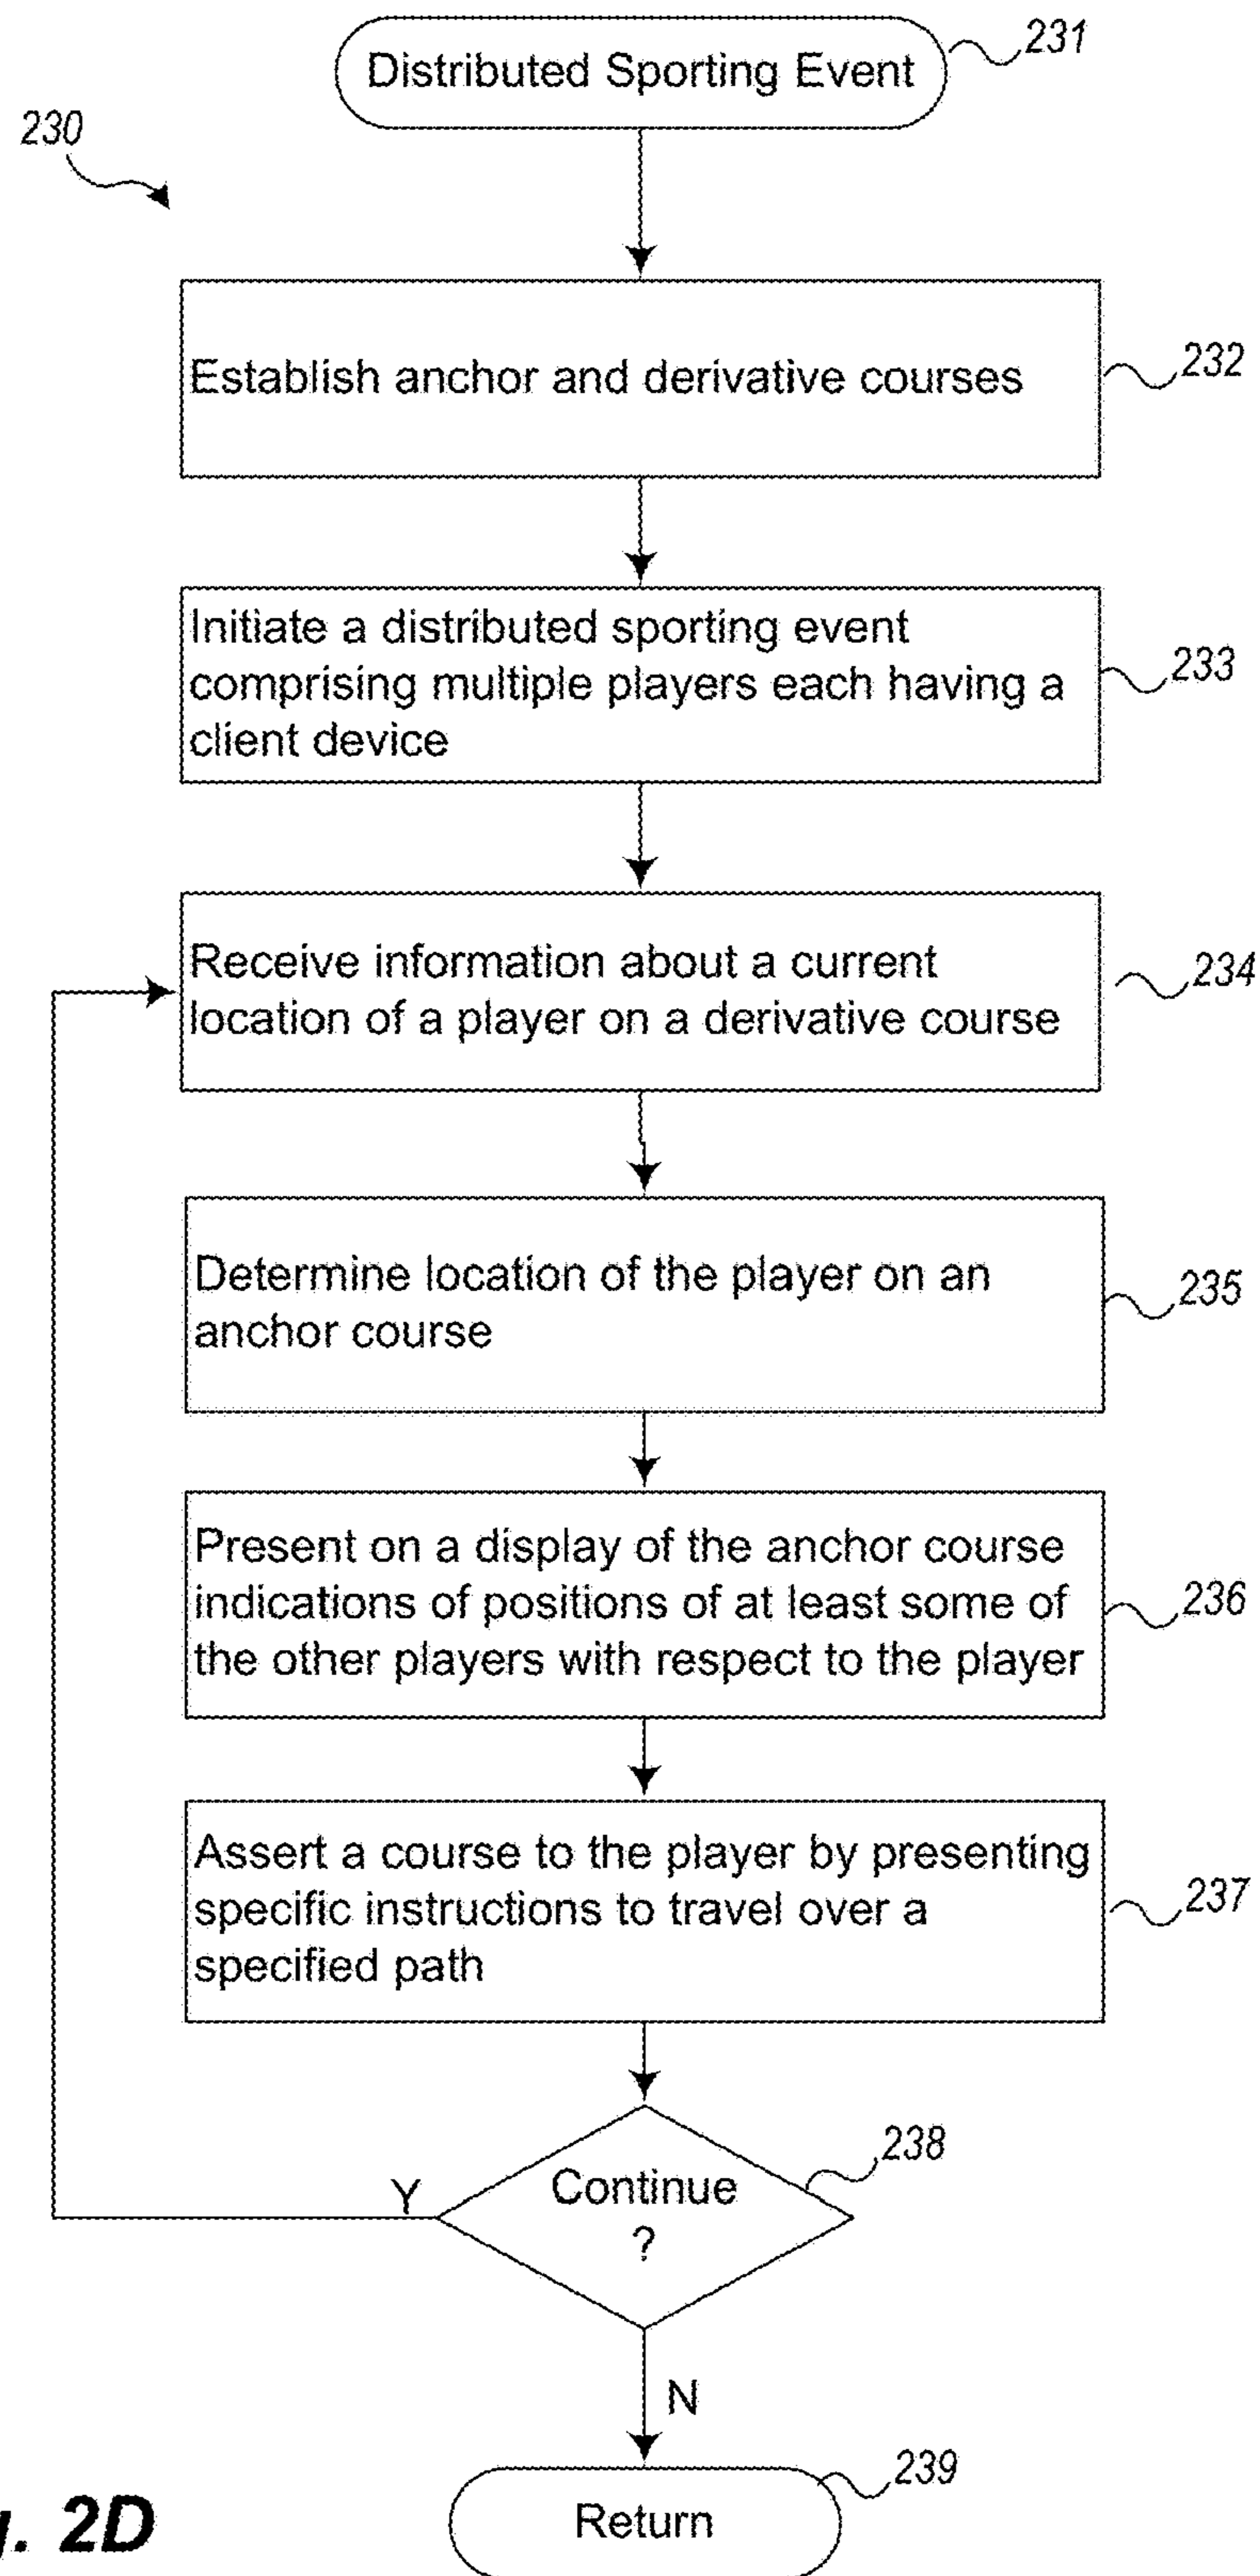 Distributed Sporting Event
231
230
Establish anchor and derivative courses
232
Initiate a distributed sporting event
comprising multiple players each having a
client device
233
Receive information about a current
location of a player on a derivative course
234
Determine location of the player on an
anchor course
235
Present on a display of the anchor course
indications of positions of at least some of
the other players with respect to the player
236
Assert a course to the player by presenting
specific instructions to travel over a
specified path
237
Continue
?
238
Y
N
Return
239
2D